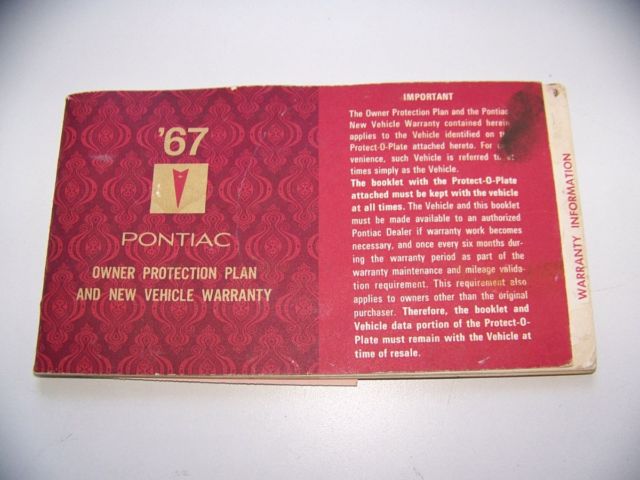 '67
PONTIAC
OWNER PROTECTION PLAN
AND NEW VEHICLE WARRANTY
IMPORTANT
The Owner Protection Plan and the Pontiac
New Vehicle Warranty contained herein
applies to the Vehicle identified on
Protect-O-Plate attached hereto. For
venience, such Vehicle is referred to
times simply as the Vehicle.
The booklet with the Protect-O-Plate
attached must be kept with the vehicle
at all times. The Vehicle and this booklet
must be made available to an authorized
Pontiac Dealer if warranty work becomes
necessary, and once every six months dur-
ing the warranty period as part of the
warranty maintenance and mileage valida-
tion requirement. This requirement also
applies to owners other than the original
purchaser. Therefore, the booklet and
Vehicle data portion of the Protect-O-
Plate must remain with the Vehicle at
time of resale.
WARRANTY INFORMATION